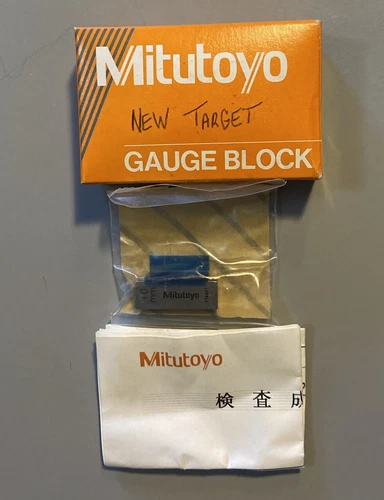 Mitutoyo
NEW TARGET
GAUGE BLOCK
Mitutoyo
Mitutoyo
検 査 成